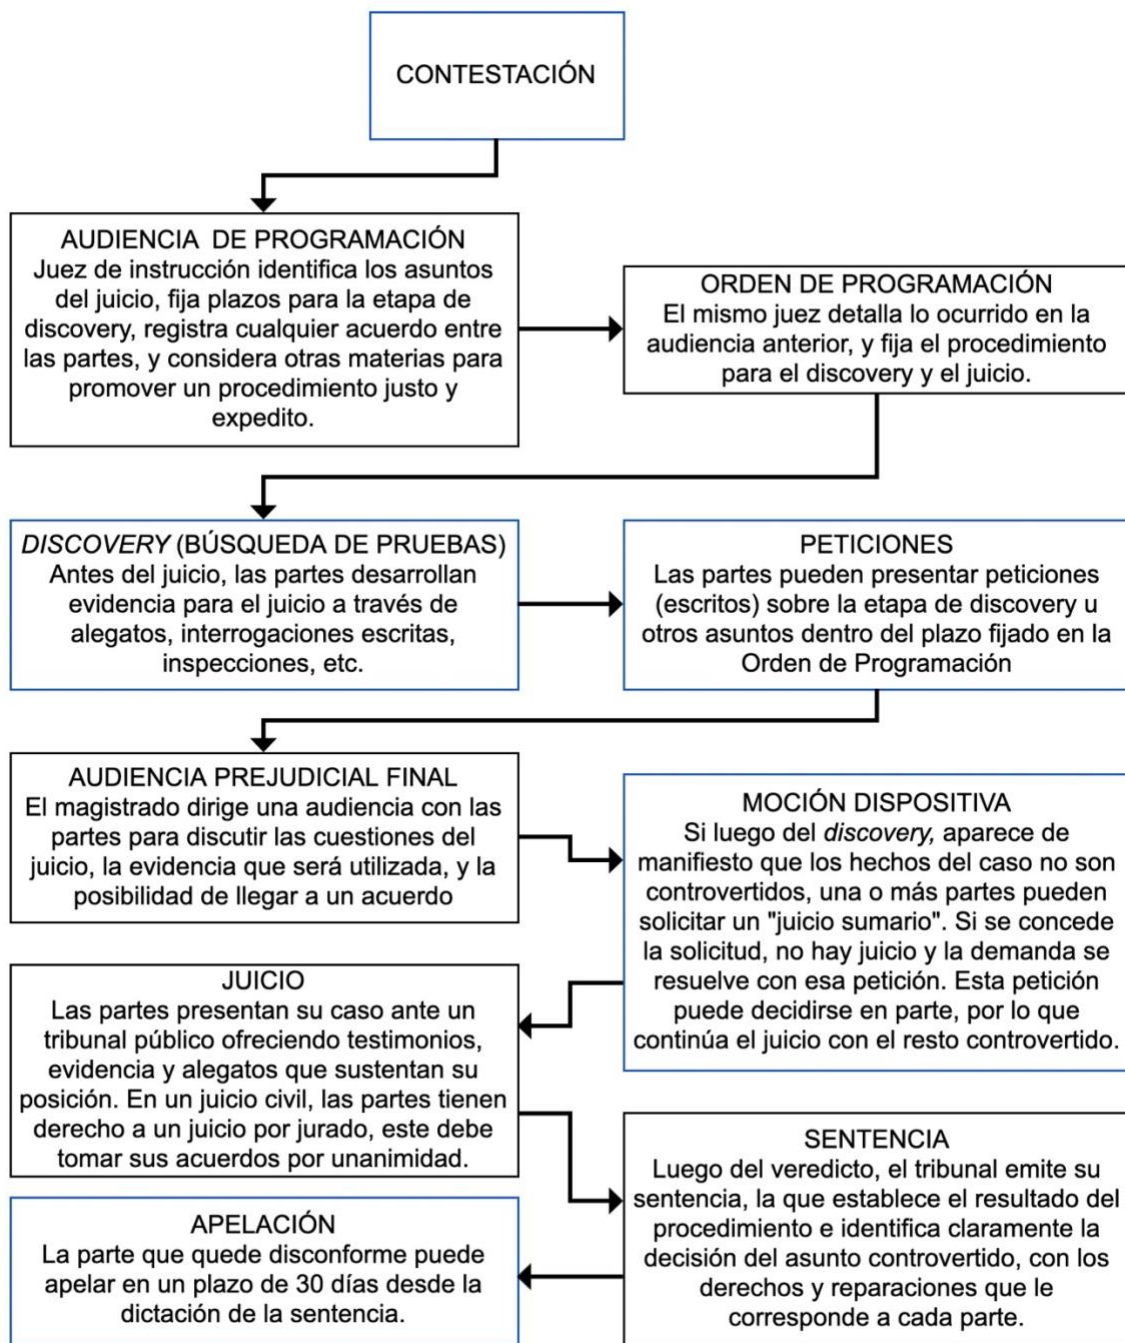 CONTESTACIÓN
AUDIENCIA DE PROGRAMACIÓN
Juez de instrucción identifica los asuntos
del juicio, fija plazos para la etapa de
discovery, registra cualquier acuerdo entre
las partes, y considera otras materias para
promover un procedimiento justo y
expedito.
ORDEN DE PROGRAMACIÓN
El mismo juez detalla lo ocurrido en la
audiencia anterior, y fija el procedimiento
para el discovery y el juicio.
DISCOVERY (BÚSQUEDA DE PRUEBAS)
Antes del juicio, las partes desarrollan
evidencia para el juicio a través de
alegatos, interrogaciones escritas,
inspecciones, etc.
PETICIONES
Las partes pueden presentar peticiones
(escritos) sobre la etapa de discovery u
otros asuntos dentro del plazo fijado en la
Orden de Programación
AUDIENCIA PREJUDICIAL FINAL
El magistrado dirige una audiencia con las
partes para discutir las cuestiones del
juicio, la evidencia que será utilizada, y la
posibilidad de llegar a un acuerdo
MOCIÓN DISPOSITIVA
Si luego del discovery, aparece de
manifiesto que los hechos del caso no son
controvertidos, una o más partes pueden
solicitar un "juicio sumario". Si se concede
la solicitud, no hay juicio y la demanda se
resuelve con esa petición. Esta petición
puede decidirse en parte, por lo que
continúa el juicio con el resto controvertido.
JUICIO
Las partes presentan su caso ante un
tribunal público ofreciendo testimonios,
evidencia y alegatos que sustentan su
posición. En un juicio civil, las partes tienen
derecho a un juicio por jurado, este debe
tomar sus acuerdos por unanimidad.
SENTENCIA
Luego del veredicto, el tribunal emite su
sentencia, la que establece el resultado del
procedimiento e identifica claramente la
decisión del asunto controvertido, con los
derechos y reparaciones que le
corresponde a cada parte.
APELACIÓN
La parte que quede disconforme puede
apelar en un plazo de 30 días desde la
dictación de la sentencia.